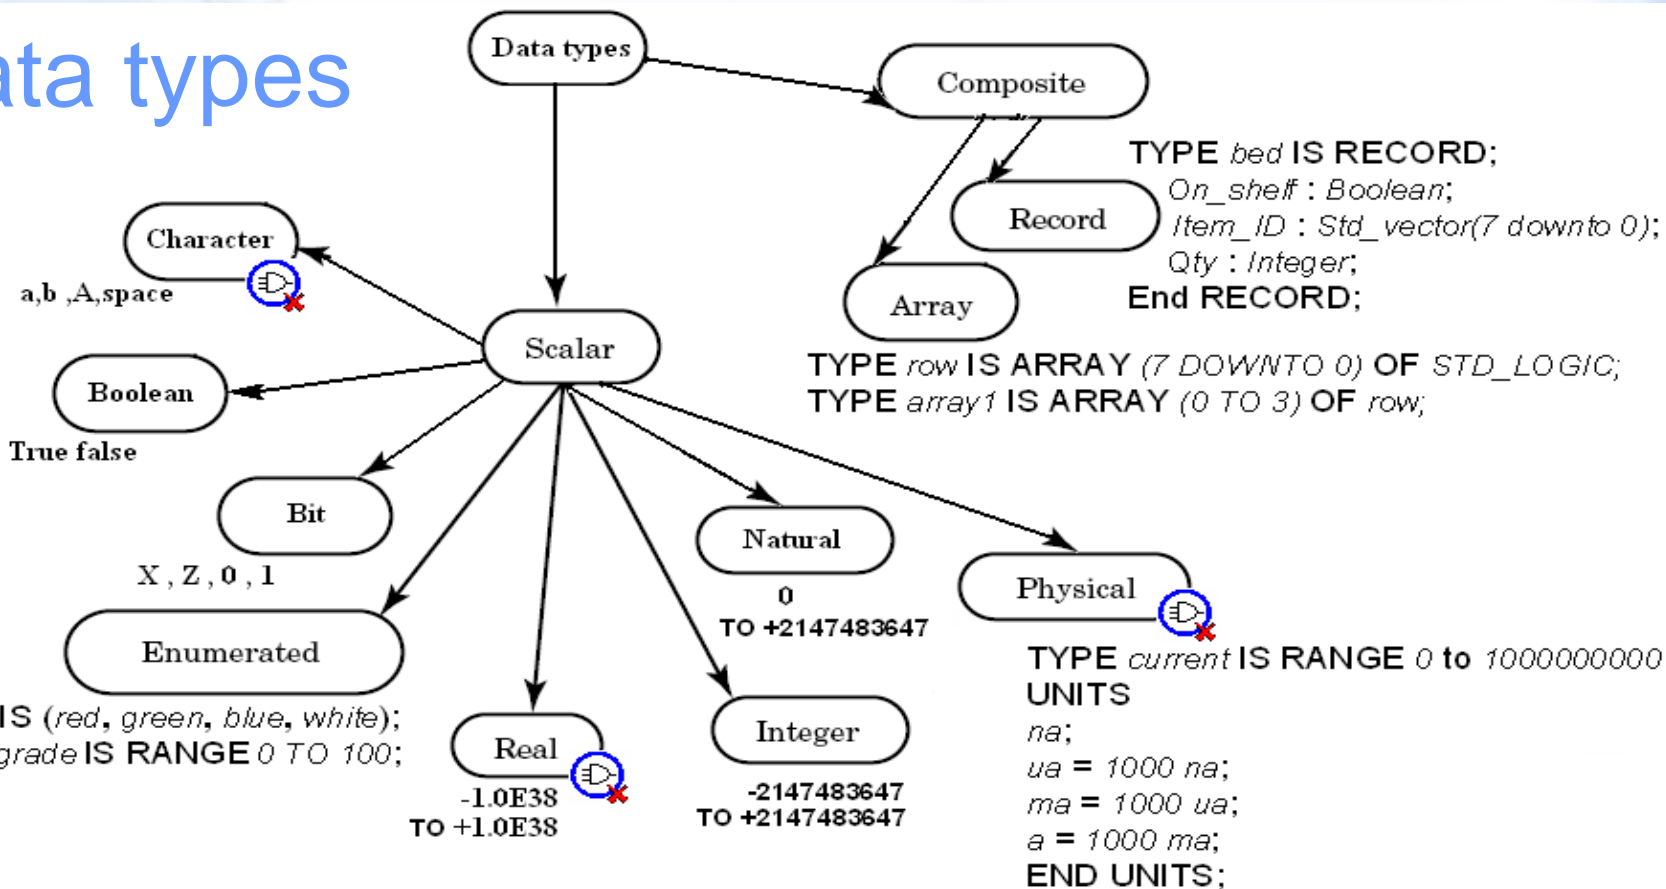 ata types
Data types
Composite
TYPE bed IS RECORD;
On_shelf : Boolean;
Item_ID : Std_vector(7 downto 0);
Qty : Integer;
End RECORD;
Record
Array
TYPE row IS ARRAY (7 DOWNTO 0) OF STD_LOGIC;
TYPE array1 IS ARRAY (0 TO 3) OF row;
Character
a,b ,A,space
Scalar
Boolean
True false
Bit
X , Z , 0 , 1
Enumerated
IS (red, green, blue, white);
grade IS RANGE 0 TO 100;
Real
-1.0E38
TO +1.0E38
Integer
-2147483647
TO +2147483647
Natural
0
TO +2147483647
Physical
TYPE current IS RANGE 0 to 1000000000
UNITS
na;
ua = 1000 na;
ma = 1000 ua;
a = 1000 ma;
END UNITS;